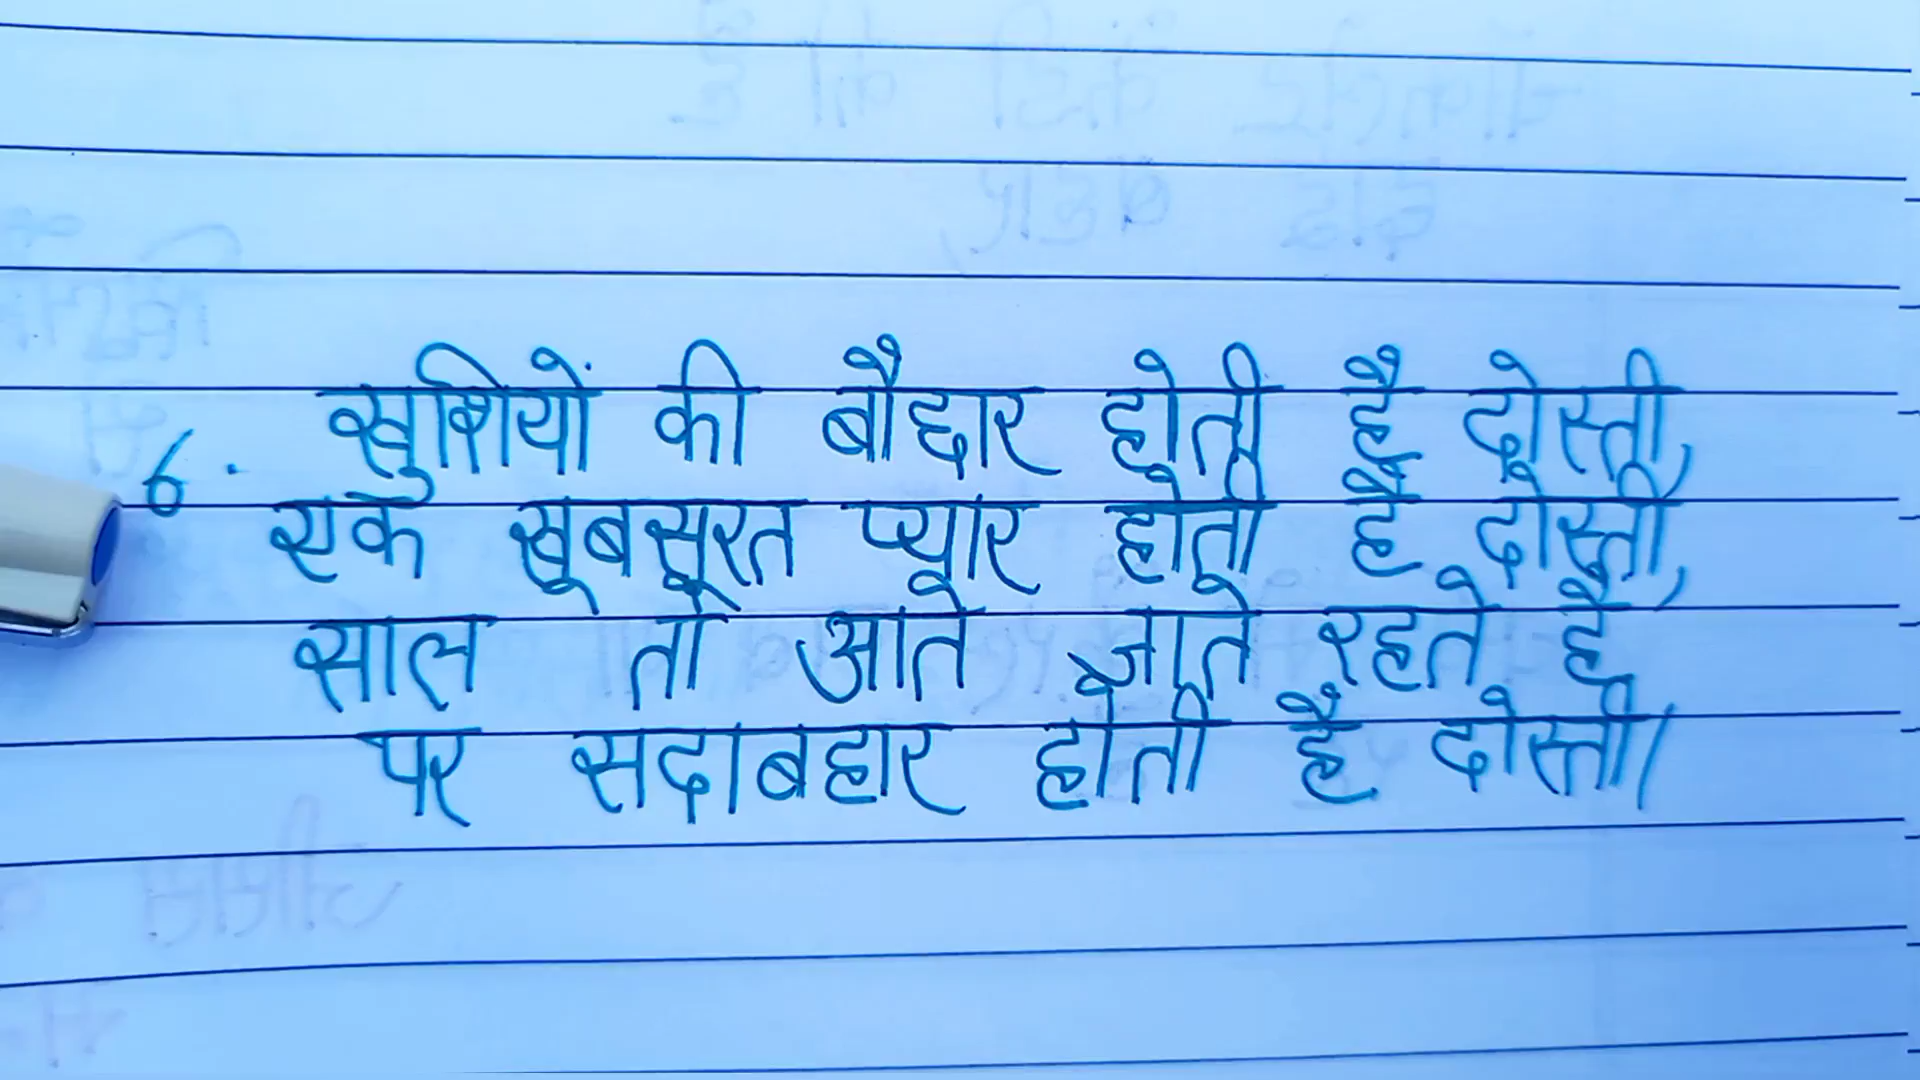 6. खुशियों की बौछार होती है दोस्ती,
एक खूबसूरत प्यार होती है दोस्ती,
साल तो आते जाते रहते है
पर सदाबहार होती है दोस्ती।